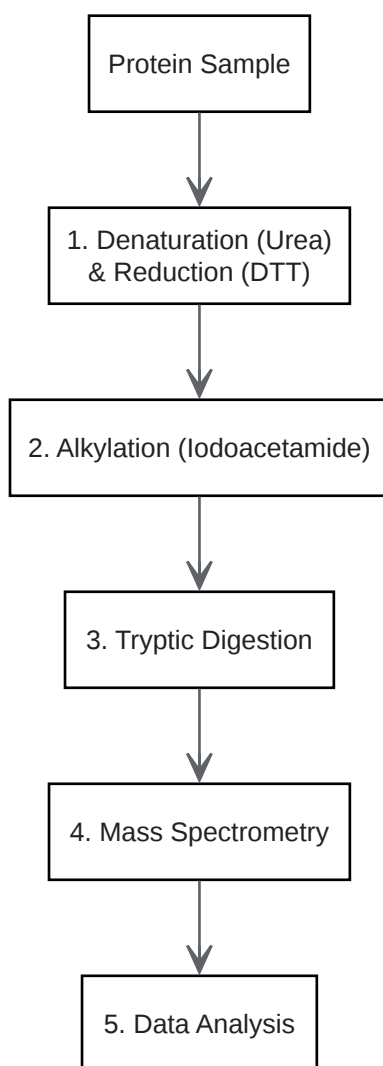 Protein Sample
1. Denaturation (Urea)
& Reduction (DTT)
2. Alkylation (Iodoacetamide)
3. Tryptic Digestion
4. Mass Spectrometry
5. Data Analysis